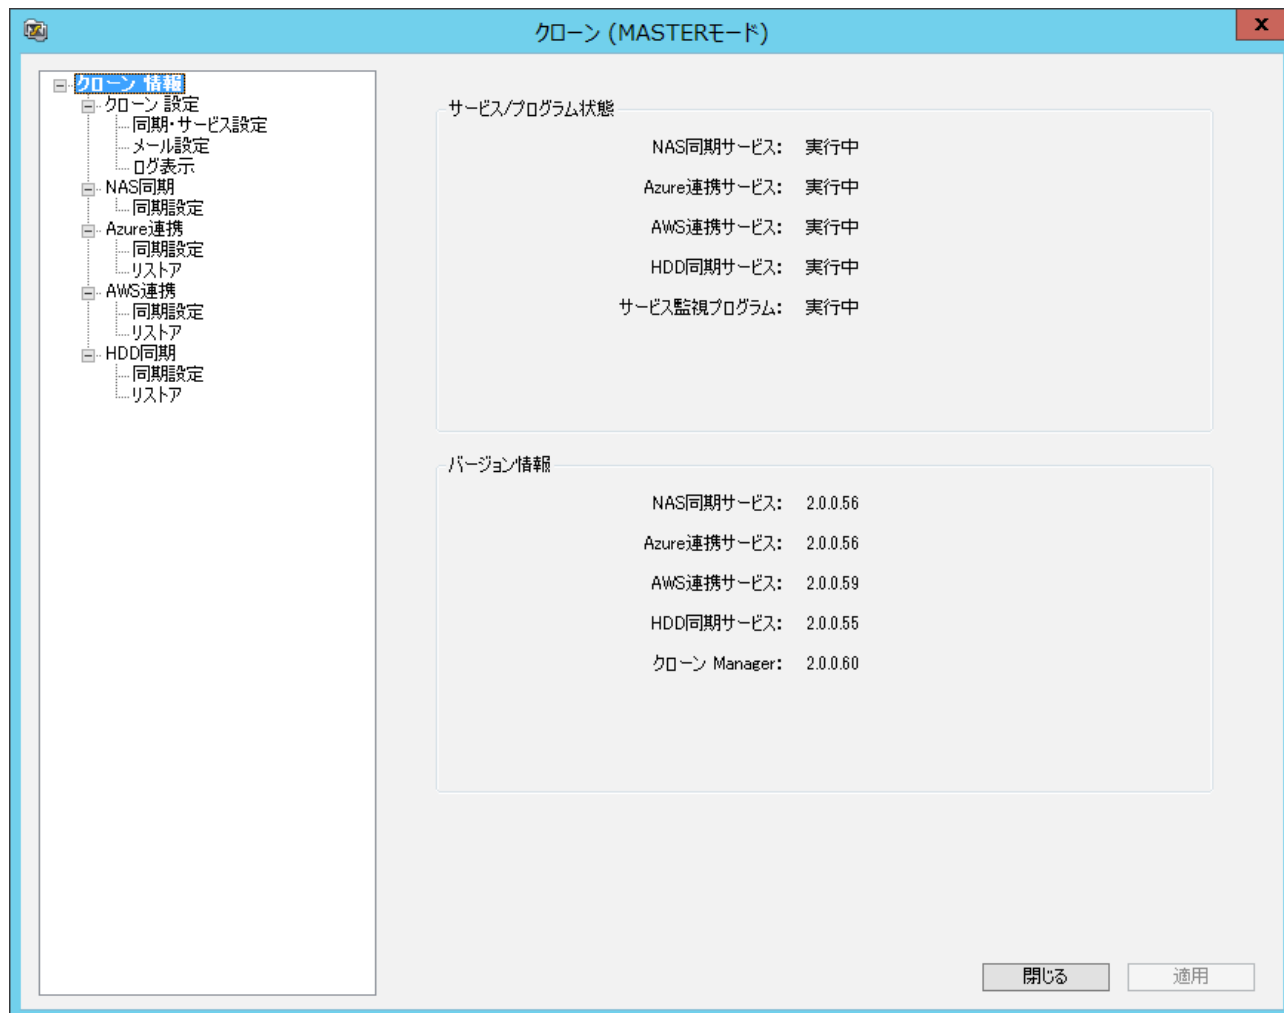 クローン (MASTERモード)
x
クローン 情報
クローン 設定
同期・サービス設定
メール設定
ログ表示
NAS同期
同期設定
Azure連携
同期設定
リストア
AWS連携
同期設定
リストア
HDD同期
同期設定
リストア
サービス/プログラム状態
NAS同期サービス: 実行中
Azure連携サービス: 実行中
AWS連携サービス: 実行中
HDD同期サービス: 実行中
サービス監視プログラム: 実行中
バージョン情報
NAS同期サービス: 2.0.0.56
Azure連携サービス: 2.0.0.56
AWS連携サービス: 2.0.0.59
HDD同期サービス: 2.0.0.55
クローン Manager: 2.0.0.60
閉じる 適用